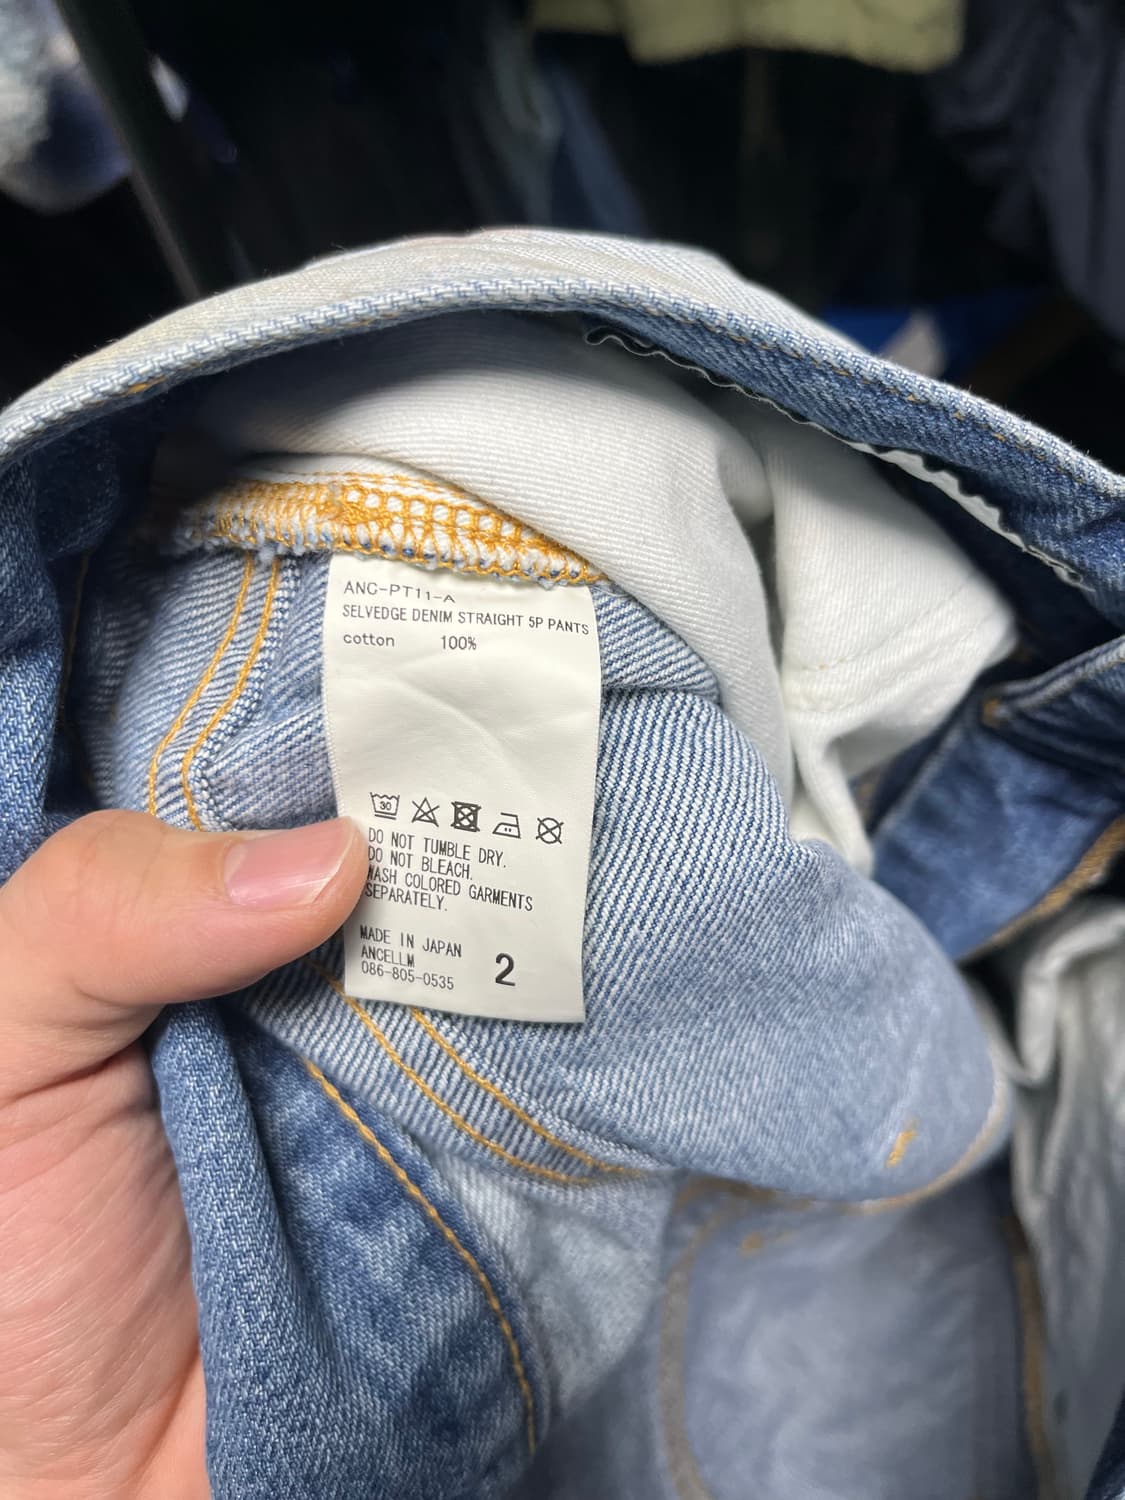 ANC-PT11-A
SELVEDGE DENIM STRAIGHT 5P PANTS
cotton 100%
30
DO NOT TUMBLE DRY.
DO NOT BLEACH.
WASH COLORED GARMENTS
SEPARATELY.
MADE IN JAPAN
ANCELLM
086-805-0535
2